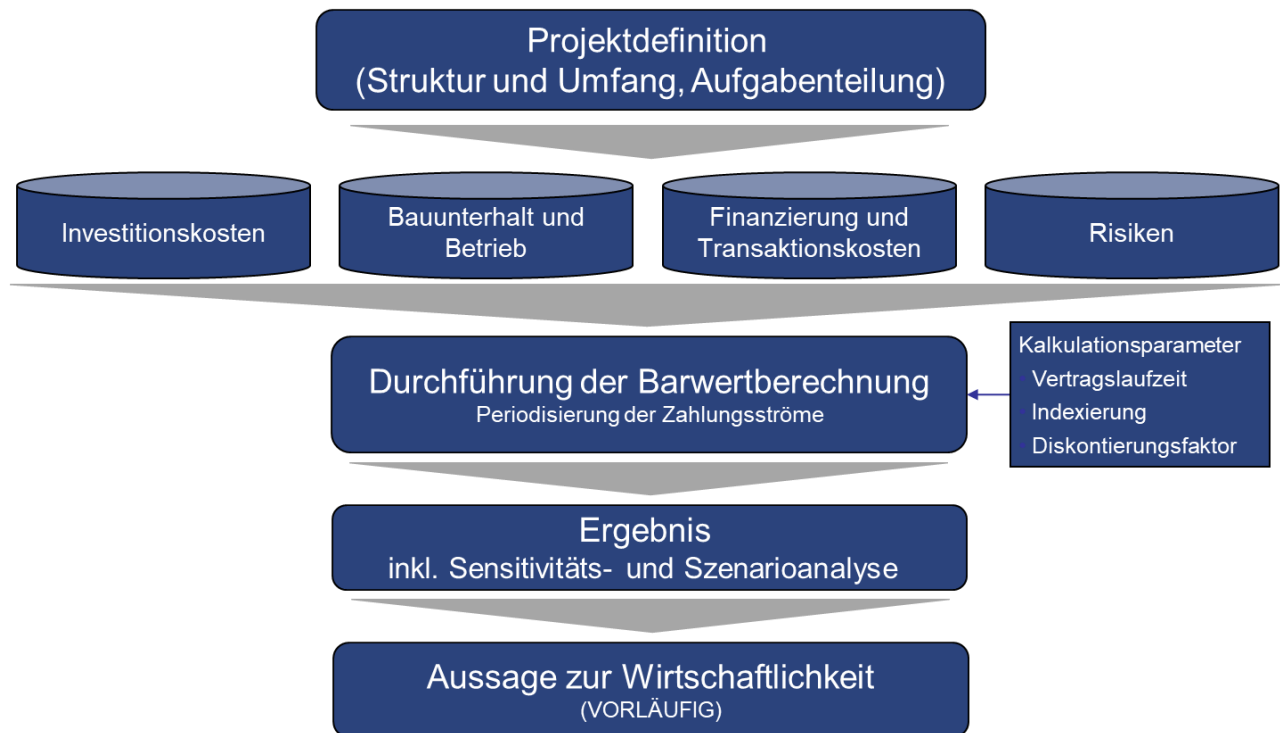 Projektdefinition
(Struktur und Umfang, Aufgabenteilung)
Investitionskosten
Bauunterhalt und
Betrieb
Finanzierung und
Transaktionskosten
Risiken
Durchführung der Barwertberechnung
Periodisierung der Zahlungsströme
Kalkulationsparameter
Vertragslaufzeit
Indexierung
Diskontierungsfaktor
Ergebnis
inkl. Sensitivitäts- und Szenarioanalyse
Aussage zur Wirtschaftlichkeit
(VORLÄUFIG)